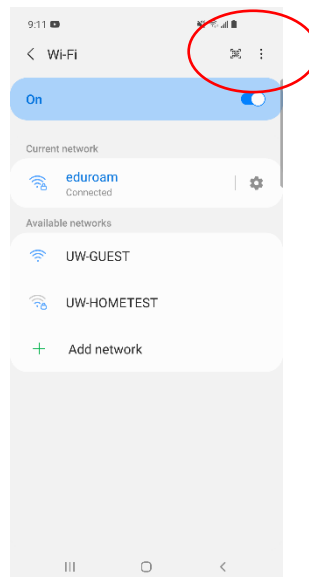 9:11
Wi-Fi
On
Current network
eduroam
Connected
Available networks
UW-GUEST
UW-HOMETEST
Add network